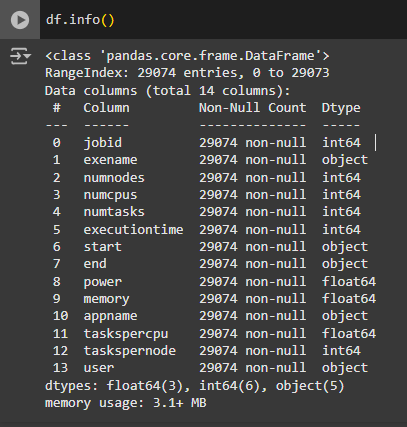 df.info()
<class 'pandas.core.frame.DataFrame'>
RangeIndex: 29074 entries, 0 to 29073
Data columns (total 14 columns):
 #   Column         Non-Null Count  Dtype
---  ------         --------------  -----
 0   jobid          29074 non-null  int64
 1   exename        29074 non-null  object
 2   numnodes       29074 non-null  int64
 3   numcpus        29074 non-null  int64
 4   numtasks       29074 non-null  int64
 5   executiontime  29074 non-null  int64
 6   start          29074 non-null  object
 7   end            29074 non-null  object
 8   power          29074 non-null  float64
 9   memory         29074 non-null  float64
 10  appname        29074 non-null  object
 11  taskspercpu    29074 non-null  float64
 12  taskspernode   29074 non-null  int64
 13  user           29074 non-null  object
dtypes: float64(3), int64(6), object(5)
memory usage: 3.1+ MB